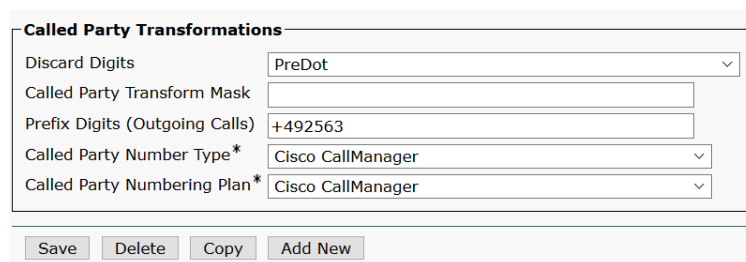 Called Party Transformations
Discard Digits PreDot
Called Party Transform Mask
Prefix Digits (Outgoing Calls) +492563
Called Party Number Type* Cisco CallManager
Called Party Numbering Plan* Cisco CallManager
Save Delete Copy Add New